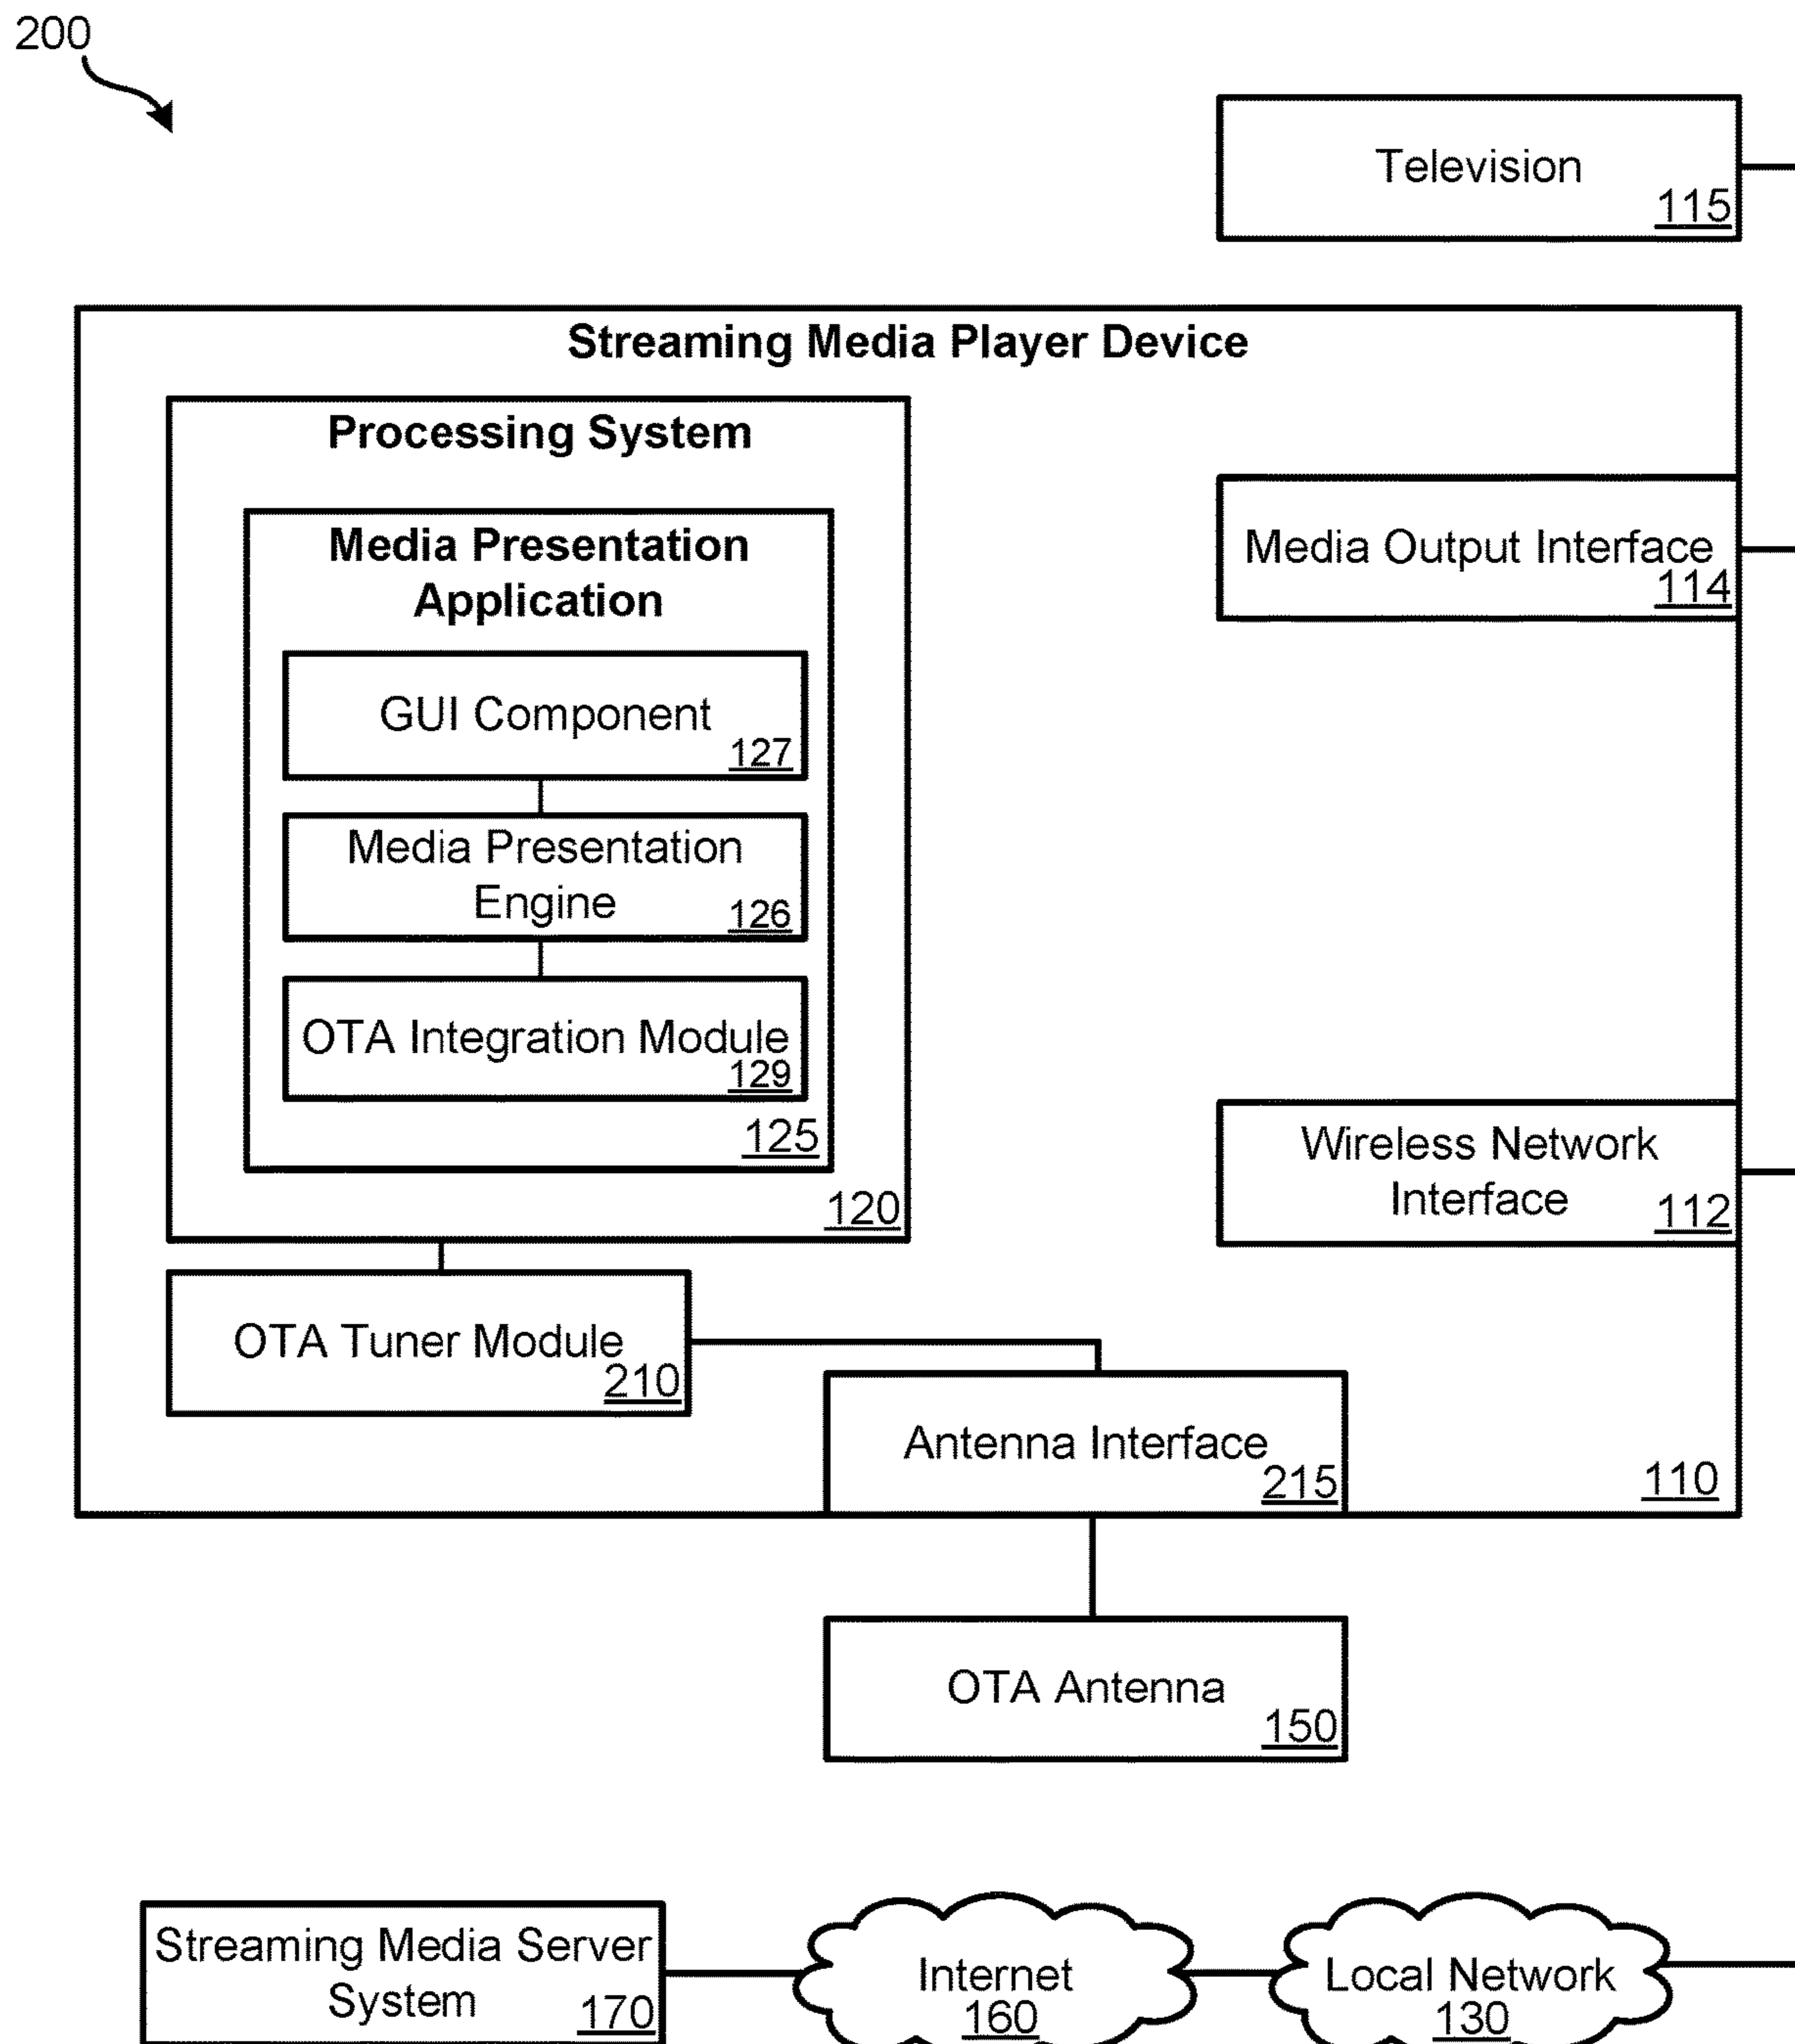 200
Television
115
Streaming Media Player Device
Processing System
Media Presentation
Application
GUI Component
127
Media Presentation
Engine
126
OTA Integration Module
129
125
120
Media Output Interface
114
Wireless Network
Interface
112
OTA Tuner Module
210
Antenna Interface
215
110
OTA Antenna
150
Streaming Media Server
System
170
Internet
160
Local Network
130